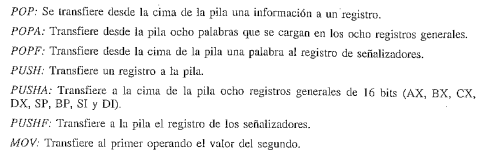 POP: Se transfiere desde la cima de la pila una información a un registro.
POPA: Transfiere desde la pila ocho palabras que se cargan en los ocho registros generales.
POPF: Transfiere desde la cima de la pila una palabra al registro de señalizadores.
PUSH: Transfiere un registro a la pila.
PUSHA: Transfiere a la cima de la pila ocho registros generales de 16 bits (AX, BX, CX,
DX, SP, BP, SI y DI).
PUSHF: Transfiere a la pila el registro de los señalizadores.
MOV: Transfiere al primer operando el valor del segundo.